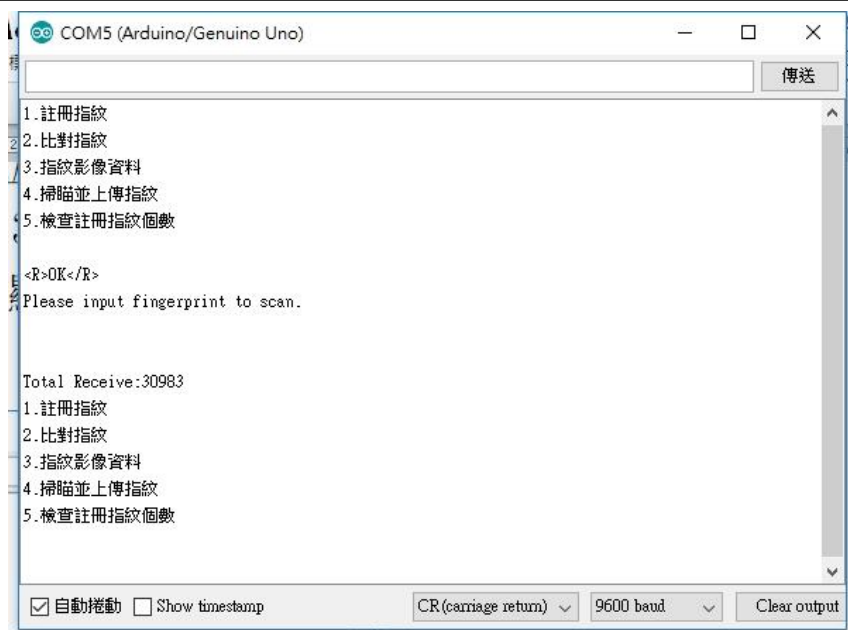 COM5 (Arduino/Genuino Uno)
傳送
1.註冊指紋
2.比對指紋
3.指紋影像資料
4.掃瞄並上傳指紋
5.檢查註冊指紋個數
<R>OK</R>
Please input fingerprint to scan.
Total Receive:30983
1.註冊指紋
2.比對指紋
3.指紋影像資料
4.掃瞄並上傳指紋
5.檢查註冊指紋個數
自動捲動 Show timestamp CR(carriage return) 9600 baud Clear output